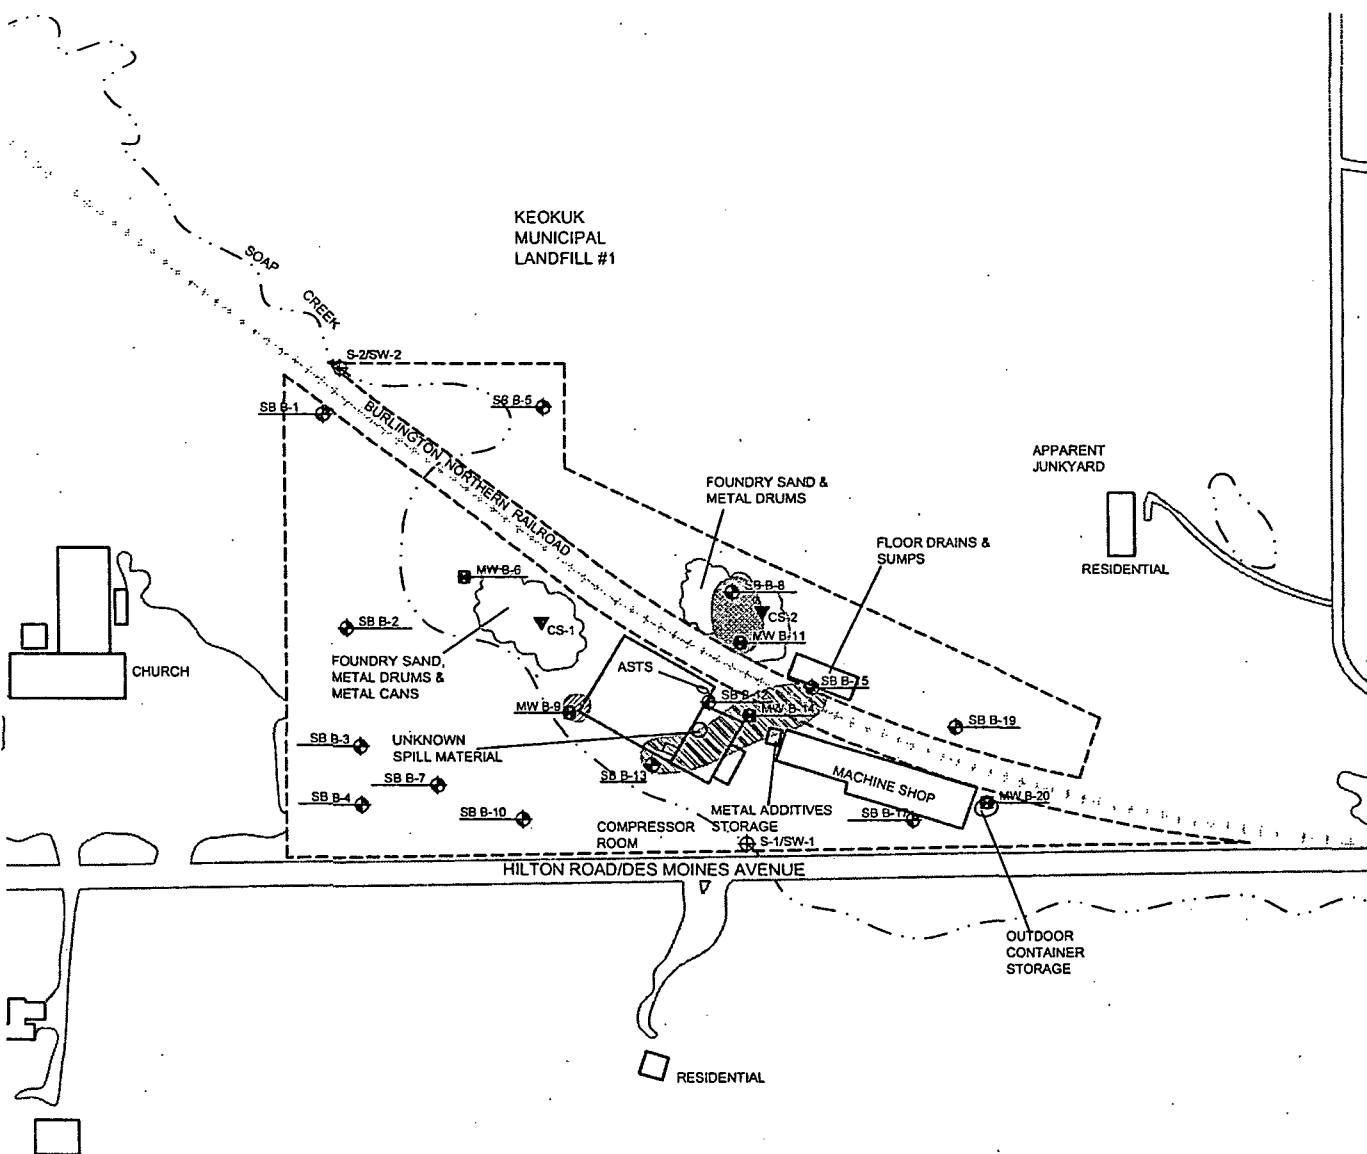 KEOKUK
MUNICIPAL
LANDFILL #1
SOAP
CREEK
S-2/SW-2
SB B-1
SB B-5
BURLINGTON NORTHERN RAILROAD
APPARENT
JUNKYARD
RESIDENTIAL
FOUNDRY SAND &
METAL DRUMS
FLOOR DRAINS &
SUMPS
MW B-6
SB B-8
CS-2
CS-1
SB B-2
MW B-11
FOUNDRY SAND,
METAL DRUMS &
METAL CANS
CHURCH
ASTS
SB B-15
SB B-12
MW B-9
MW B-14
SB B-19
SB B-3
UNKNOWN
SPILL MATERIAL
SB B-13
SB B-7
MACHINE SHOP
SB B-4
MW B-20
SB B-10
METAL ADDITIVES
STORAGE
SB B-17
COMPRESSOR
ROOM
S-1/SW-1
HILTON ROAD/DES MOINES AVENUE
OUTDOOR
CONTAINER
STORAGE
RESIDENTIAL